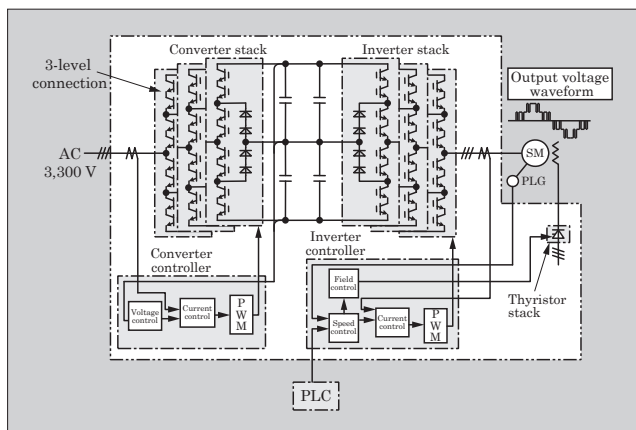 Converter stack
Inverter stack
3-level
connection
Output voltage
waveform
AC
3,300 V
SM
PLG
Converter
controller
Inverter
controller
Voltage
control
Current
control
P
W
M
Field
control
Speed
control
Current
control
P
W
M
Thyristor
stack
PLC